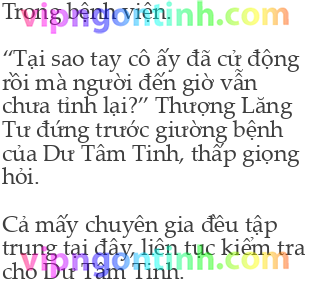 Trong bệnh viện.
vipngontinh.com
“Tại sao tay cô ấy đã cử động
rồi mà người đến giờ vẫn
chưa tỉnh lại?” Thượng Lăng
Tư đứng trước giường bệnh
của Dư Tâm Tinh, thấp giọng
hỏi.
Cả mấy chuyên gia đều tập
trung tại đây, liên tục kiểm tra
cho Dư Tâm Tinh.
vipngontinh.com